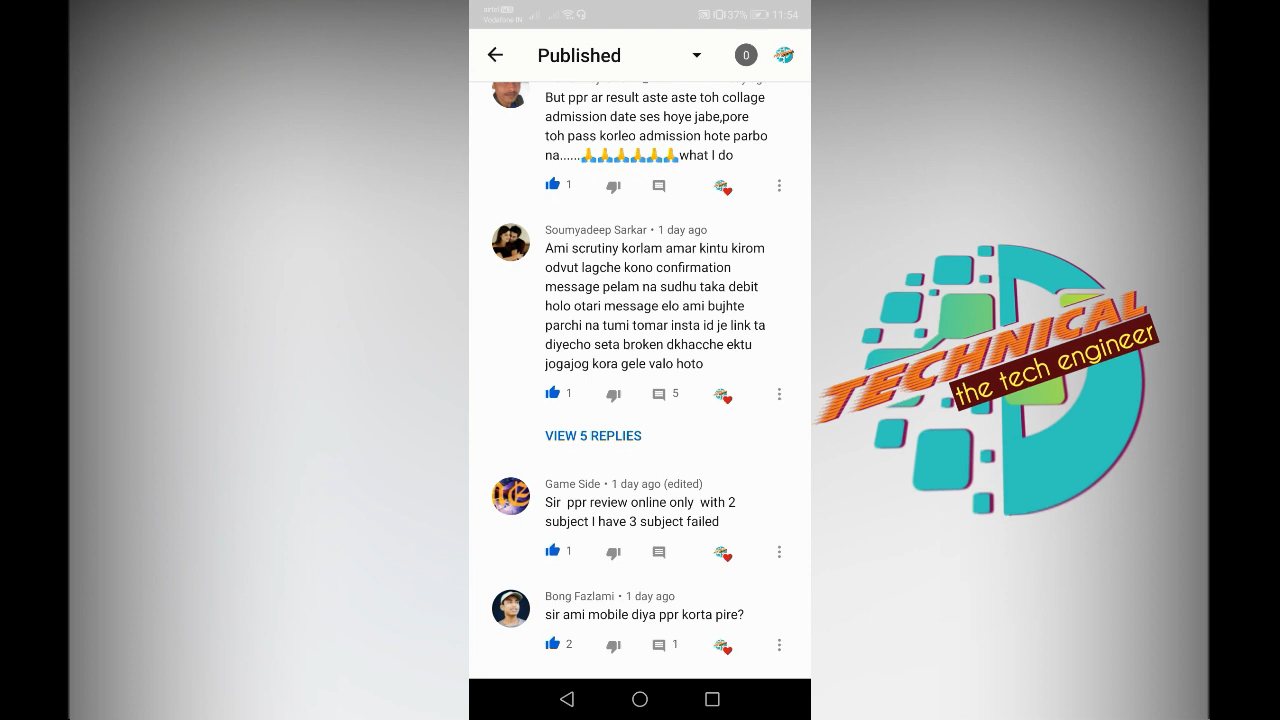 airtel
Vodafone IN
37%
11:54
Published
0
But ppr ar result aste aste toh collage
admission date ses hoye jabe,pore
toh pass korleo admission hote parbo
na......🙏🙏🙏🙏🙏🙏what I do
1
Soumyadeep Sarkar • 1 day ago
Ami scrutiny korlam amar kintu kirom
odvut lagche kono confirmation
message pelam na sudhu taka debit
holo otari message elo ami bujhte
parchi na tumi tomar insta id je link ta
diyecho seta broken dkhacche ektu
jogajog kora gele valo hoto
1
5
VIEW 5 REPLIES
Game Side • 1 day ago (edited)
Sir ppr review online only with 2
subject I have 3 subject failed
1
Bong Fazlami • 1 day ago
sir ami mobile diya ppr korta pire?
2
1
TECHNICAL
the tech engineer